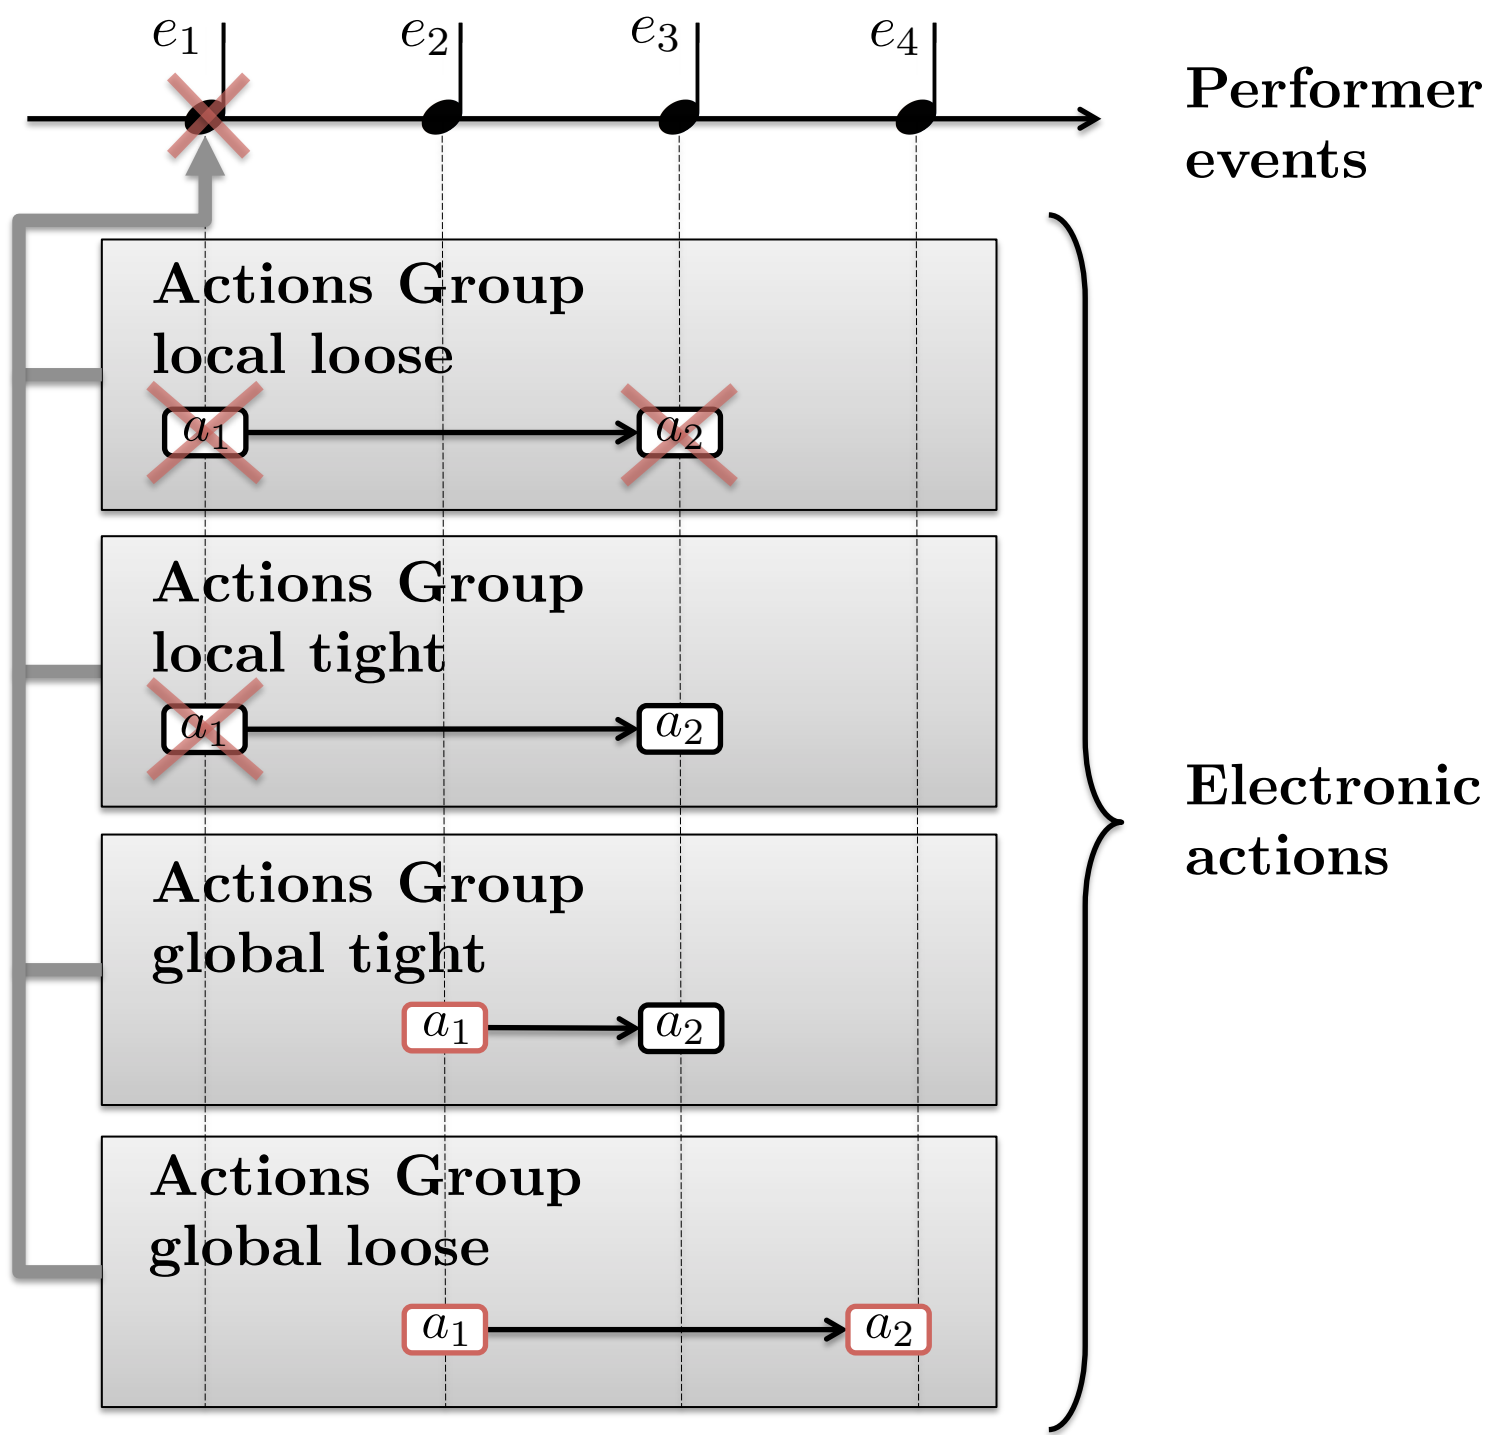 e₁ e₂ e₃ e₄
Performer
events
Actions Group
local loose
a₁ a₂
Actions Group
local tight
a₁ a₂
Electronic
actions
Actions Group
global tight
a₁ a₂
Actions Group
global loose
a₁ a₂